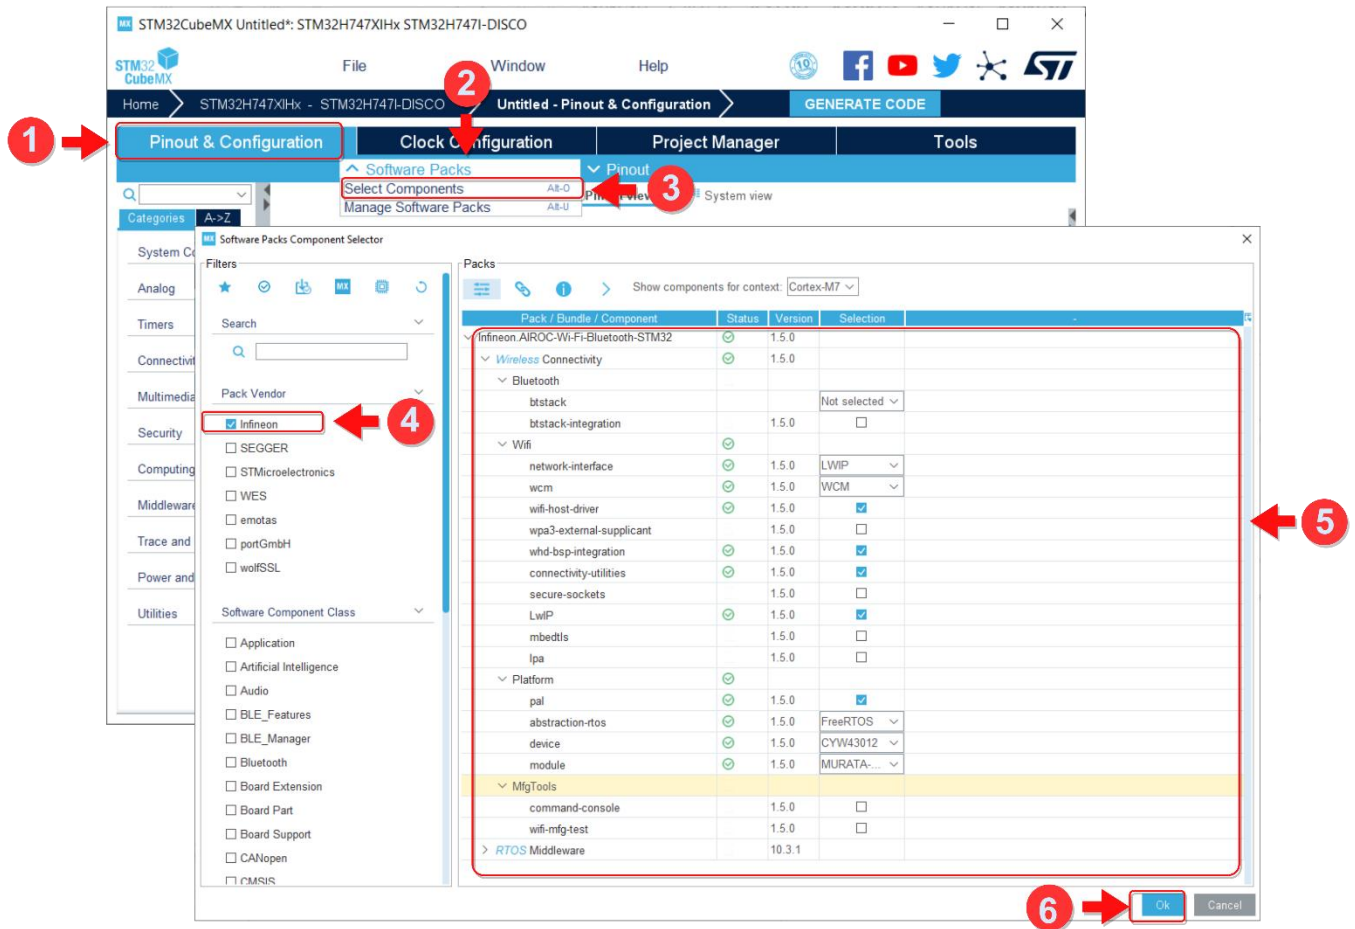 MX STM32CubeMX Untitled*: STM32H747XIHx STM32H747I-DISCO
STM32 CubeMX
File Window Help
10
Home STM32H747XIHx - STM32H747I-DISCO Untitled - Pinout & Configuration GENERATE CODE
2
1
Pinout & Configuration Clock Configuration Project Manager Tools
Software Packs Pinout
Select Components Alt-O
3
System view
Manage Software Packs Alt-U
Categories A->Z
System Co
Analog
Timers
Connectivit
Multimedia
Security
Computing
Middleware
Trace and
Power and
Utilities
MX Software Packs Component Selector
Filters
MX
Search
Pack Vendor
Infineon
4
SEGGER
STMicroelectronics
WES
emotas
portGmbH
wolfSSL
Software Component Class
Application
Artificial Intelligence
Audio
BLE_Features
BLE_Manager
Bluetooth
Board Extension
Board Part
Board Support
CANopen
CMSIS
Packs
Show components for context: Cortex-M7
Pack / Bundle / Component Status Version Selection -
Infineon.AIROC-Wi-Fi-Bluetooth-STM32 1.5.0
Wireless Connectivity 1.5.0
Bluetooth
btstack Not selected
btstack-integration 1.5.0
Wifi
network-interface 1.5.0 LWIP
wcm 1.5.0 WCM
wifi-host-driver 1.5.0
wpa3-external-supplicant 1.5.0
whd-bsp-integration 1.5.0
connectivity-utilities 1.5.0
secure-sockets 1.5.0
LwIP 1.5.0
mbedtls 1.5.0
lpa 1.5.0
Platform
pal 1.5.0
abstraction-rtos 1.5.0 FreeRTOS
device 1.5.0 CYW43012
module 1.5.0 MURATA-...
MfgTools
command-console 1.5.0
wifi-mfg-test 1.5.0
RTOS Middleware 10.3.1
5
6
Ok Cancel